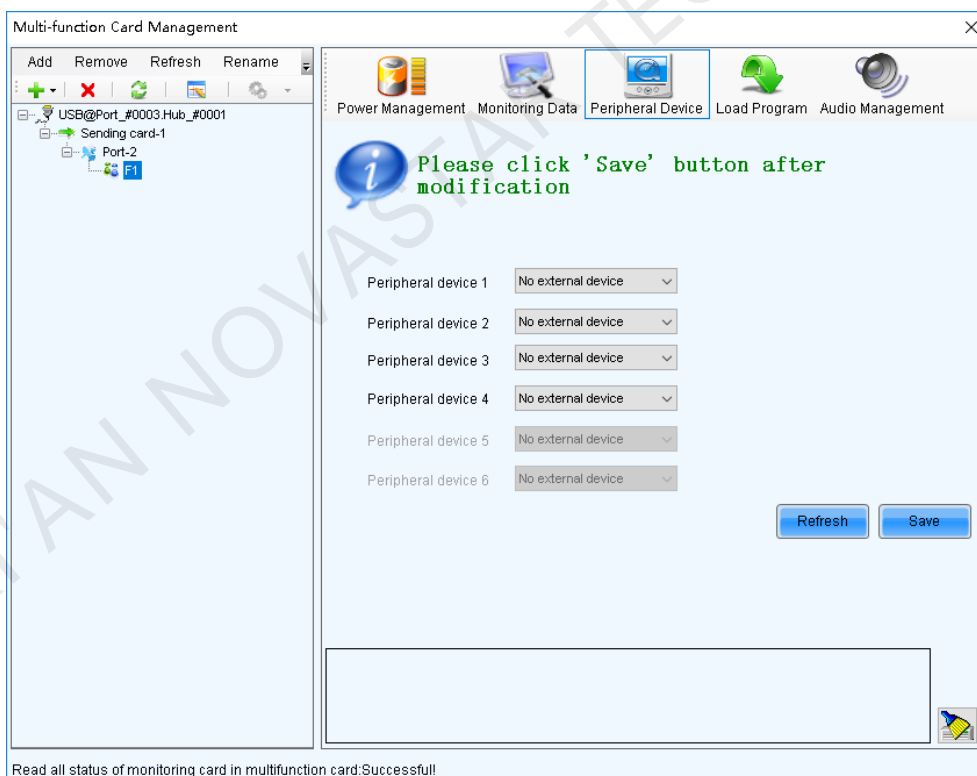 Multi-function Card Management
Add Remove Refresh Rename
USB@Port_#0003.Hub_#0001
Sending card-1
Port-2
F1
Power Management Monitoring Data Peripheral Device Load Program Audio Management
Please click 'Save' button after
modification
Peripheral device 1 No external device
Peripheral device 2 No external device
Peripheral device 3 No external device
Peripheral device 4 No external device
Peripheral device 5 No external device
Peripheral device 6 No external device
Refresh Save
Read all status of monitoring card in multifunction card:Successful!